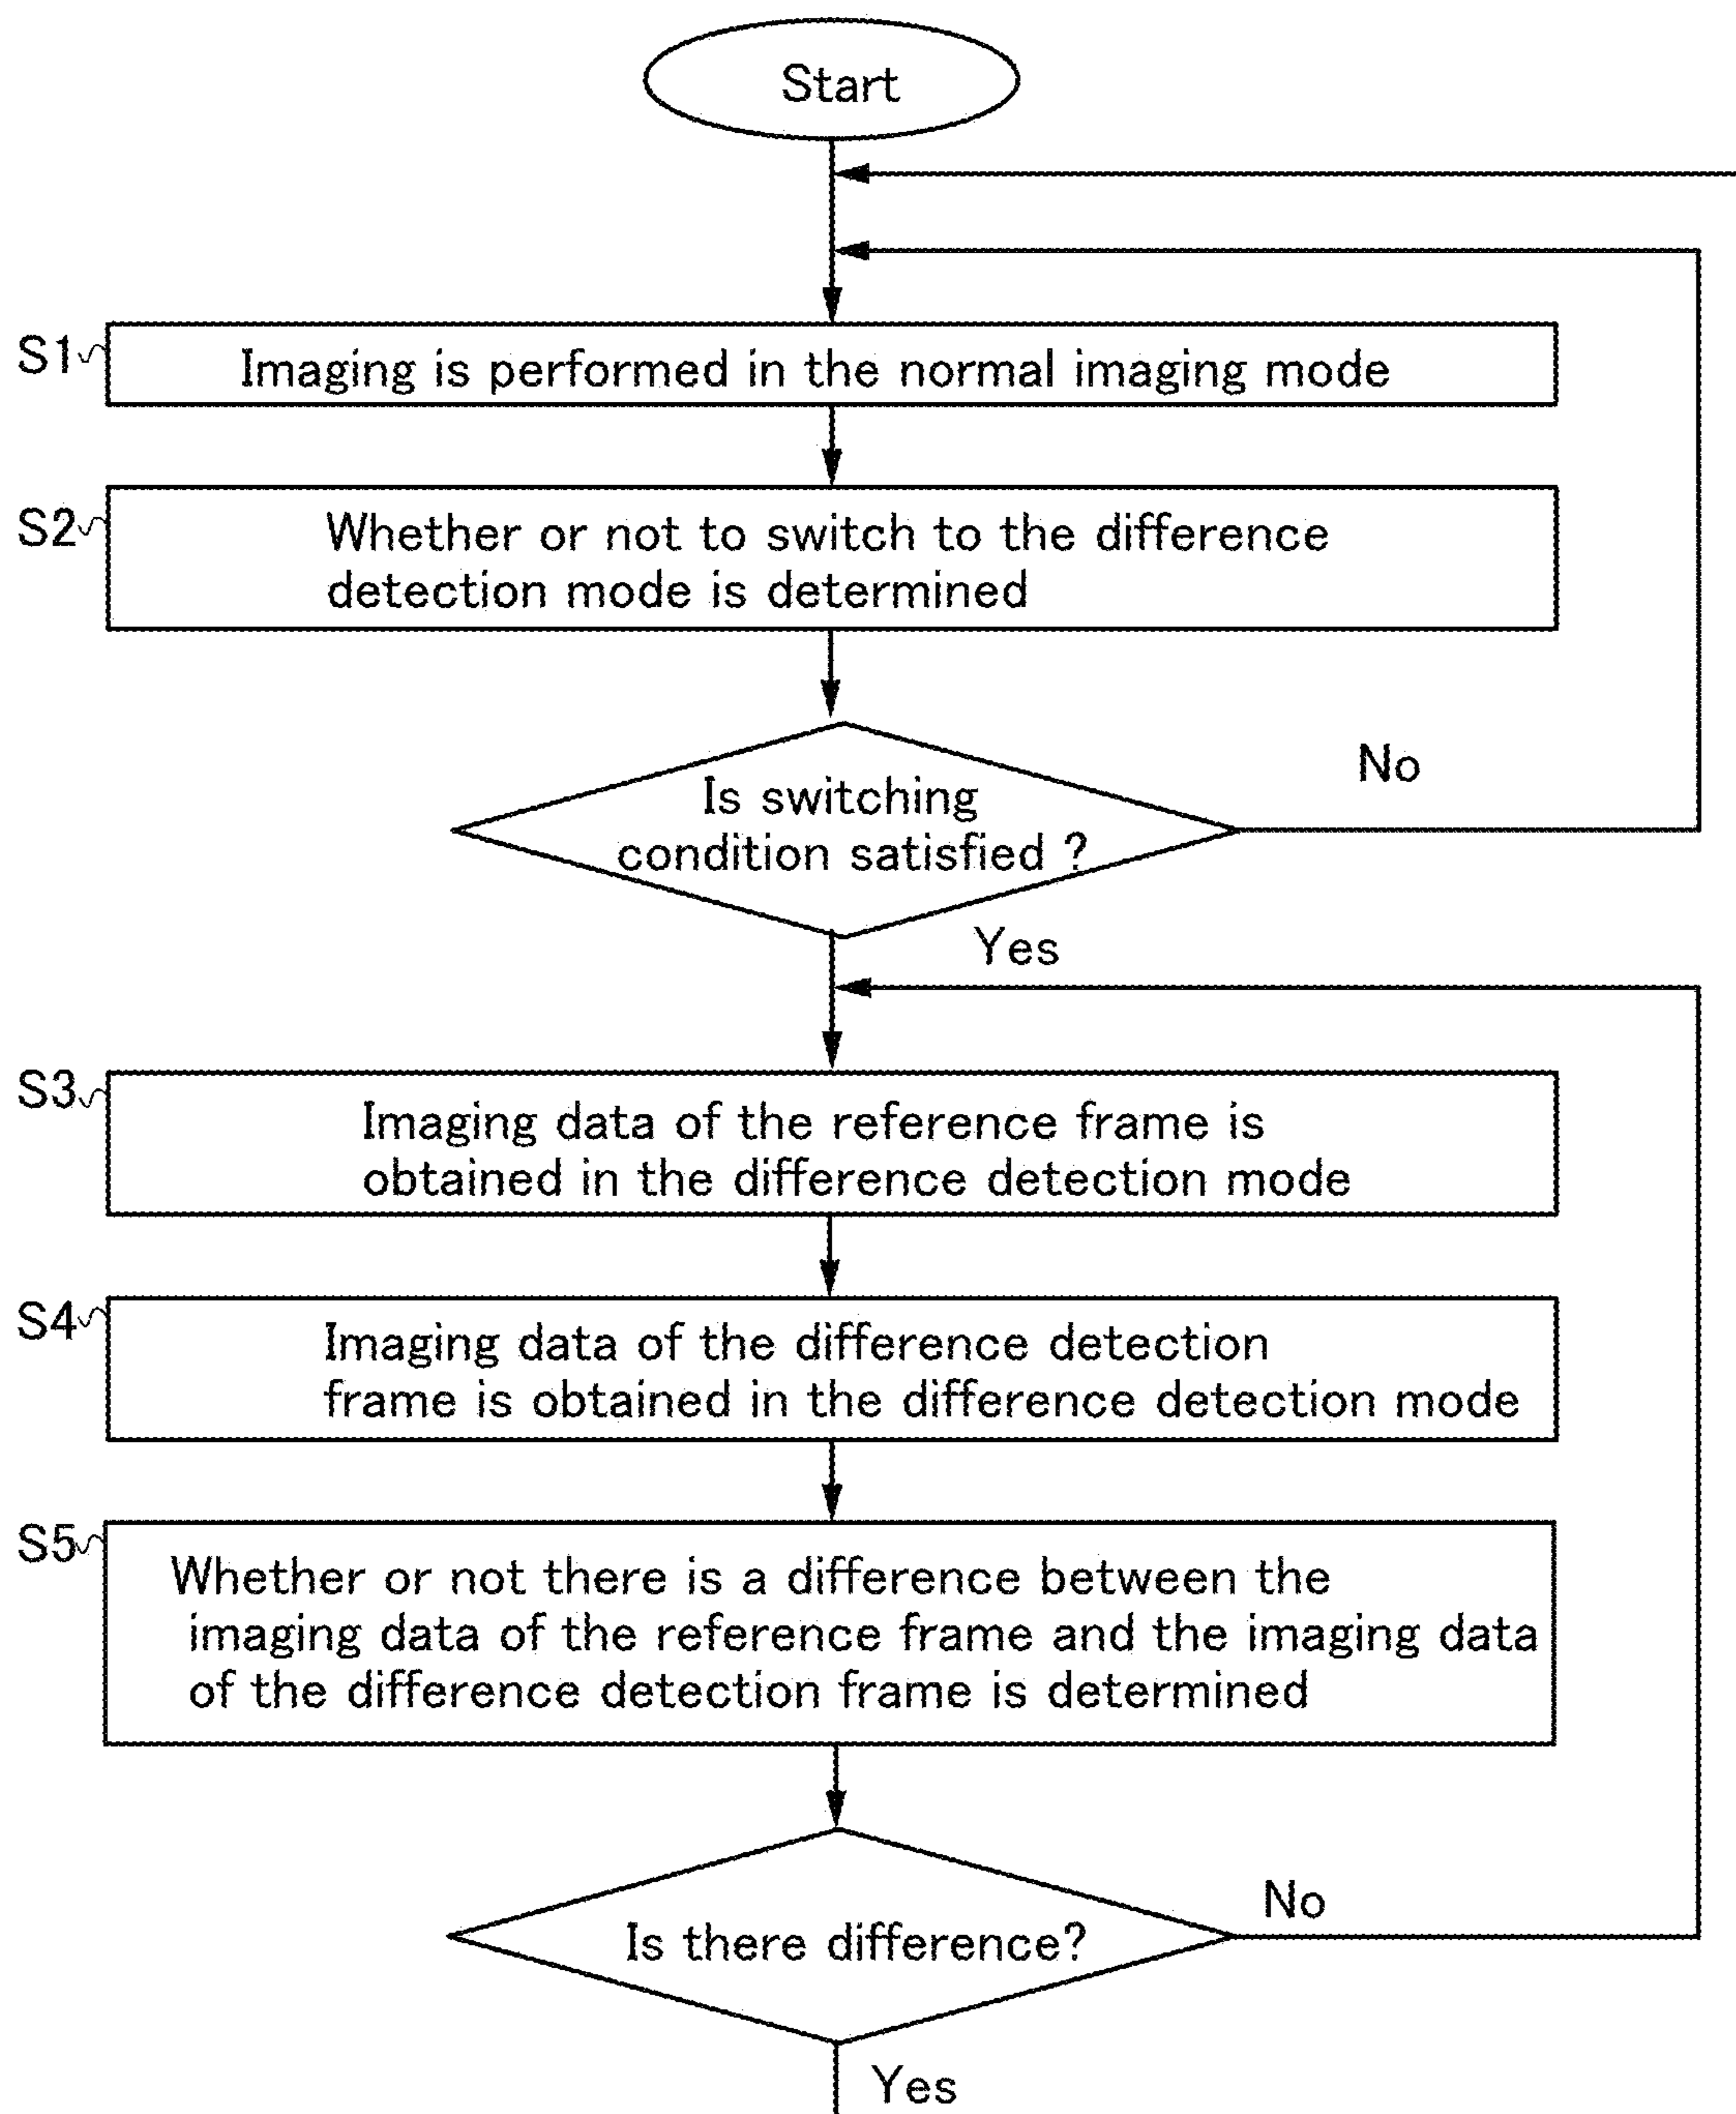 Start
S1
Imaging is performed in the normal imaging mode
S2
Whether or not to switch to the difference
detection mode is determined
Is switching
condition satisfied ?
No
Yes
S3
Imaging data of the reference frame is
obtained in the difference detection mode
S4
Imaging data of the difference detection
frame is obtained in the difference detection mode
S5
Whether or not there is a difference between the
imaging data of the reference frame and the imaging data
of the difference detection frame is determined
Is there difference?
No
Yes